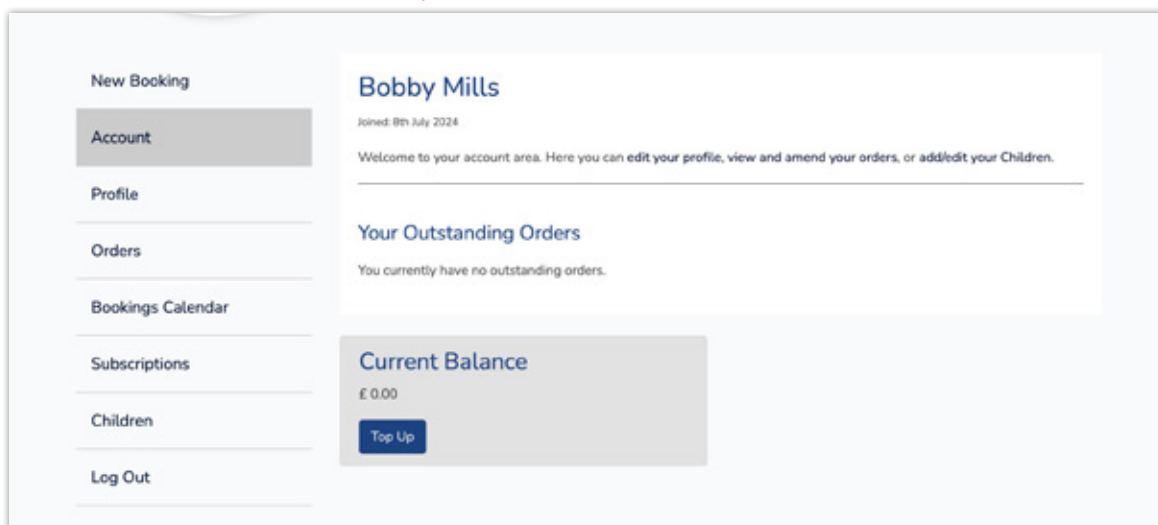 New Booking
Account
Profile
Orders
Bookings Calendar
Subscriptions
Children
Log Out
Bobby Mills
Joined: 8th July 2024
Welcome to your account area. Here you can edit your profile, view and amend your orders, or add/edit your Children.
Your Outstanding Orders
You currently have no outstanding orders.
Current Balance
£ 0.00
Top Up